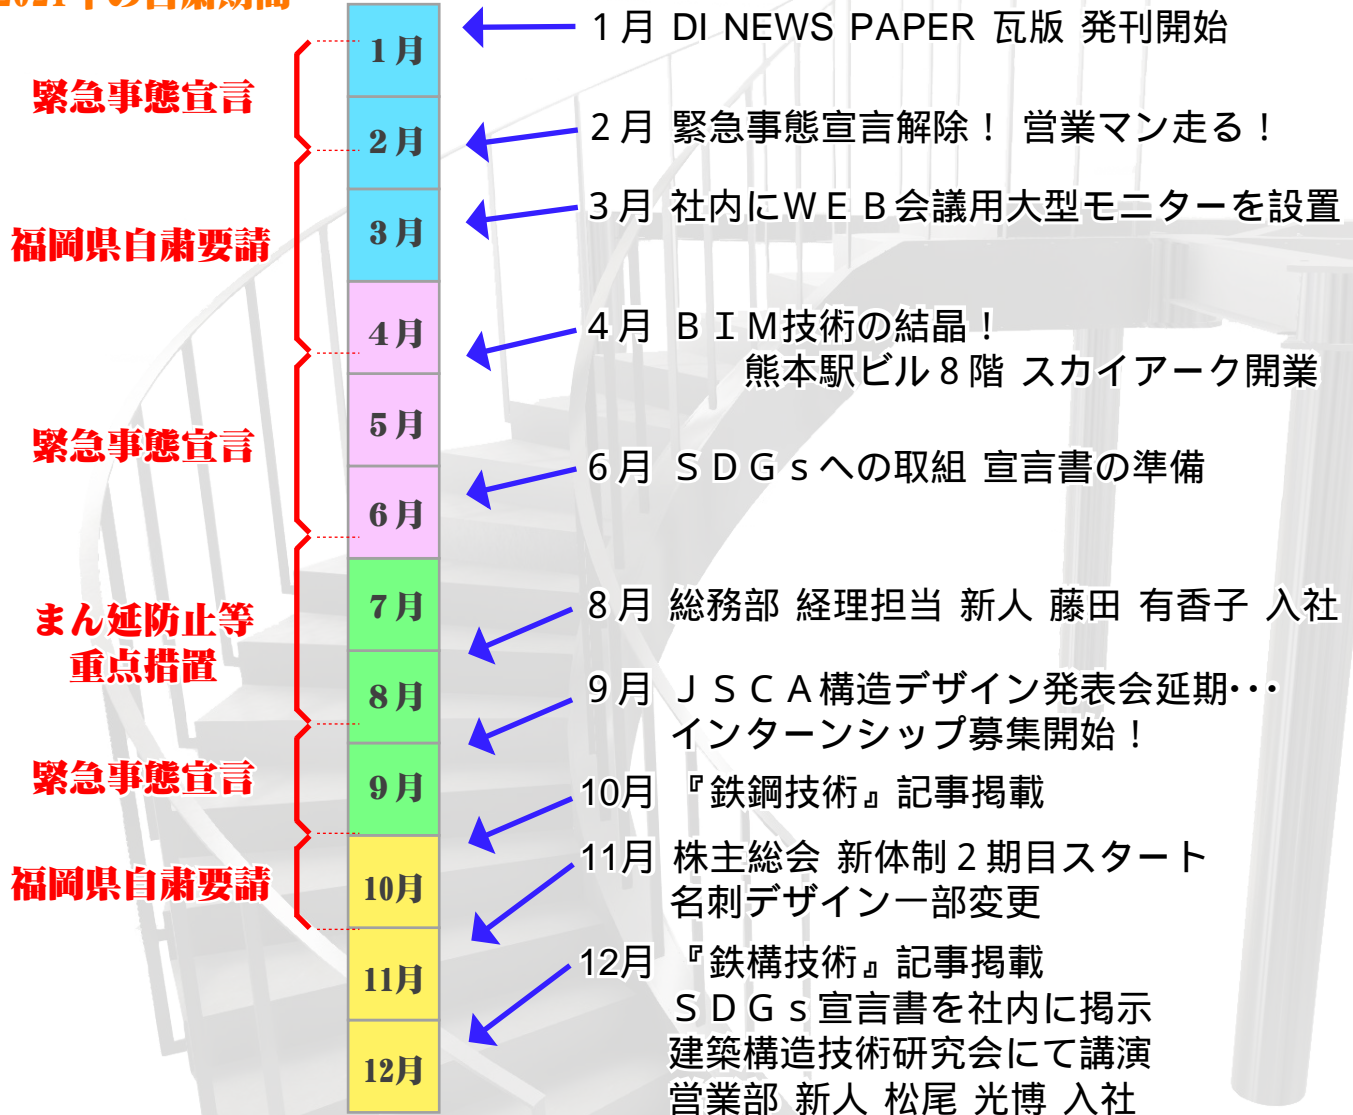 2021年の自粛期間
緊急事態宣言
福岡県自粛要請
緊急事態宣言
まん延防止等
重点措置
緊急事態宣言
福岡県自粛要請
1月
2月
3月
4月
5月
6月
7月
8月
9月
10月
11月
12月
1月 DI NEWS PAPER 瓦版 発刊開始
2月 緊急事態宣言解除! 営業マン走る!
3月 社内にWEB会議用大型モニターを設置
4月 BIM技術の結晶!
熊本駅ビル8階 スカイアーク開業
6月 SDGsへの取組 宣言書の準備
8月 総務部 経理担当 新人 藤田 有香子 入社
9月 JSCA構造デザイン発表会延期・・・
インターンシップ募集開始!
10月 『鉄鋼技術』記事掲載
11月 株主総会 新体制2期目スタート
名刺デザイン一部変更
12月 『鉄構技術』記事掲載
SDGs宣言書を社内に掲示
建築構造技術研究会にて講演
営業部 新人 松尾 光博 入社